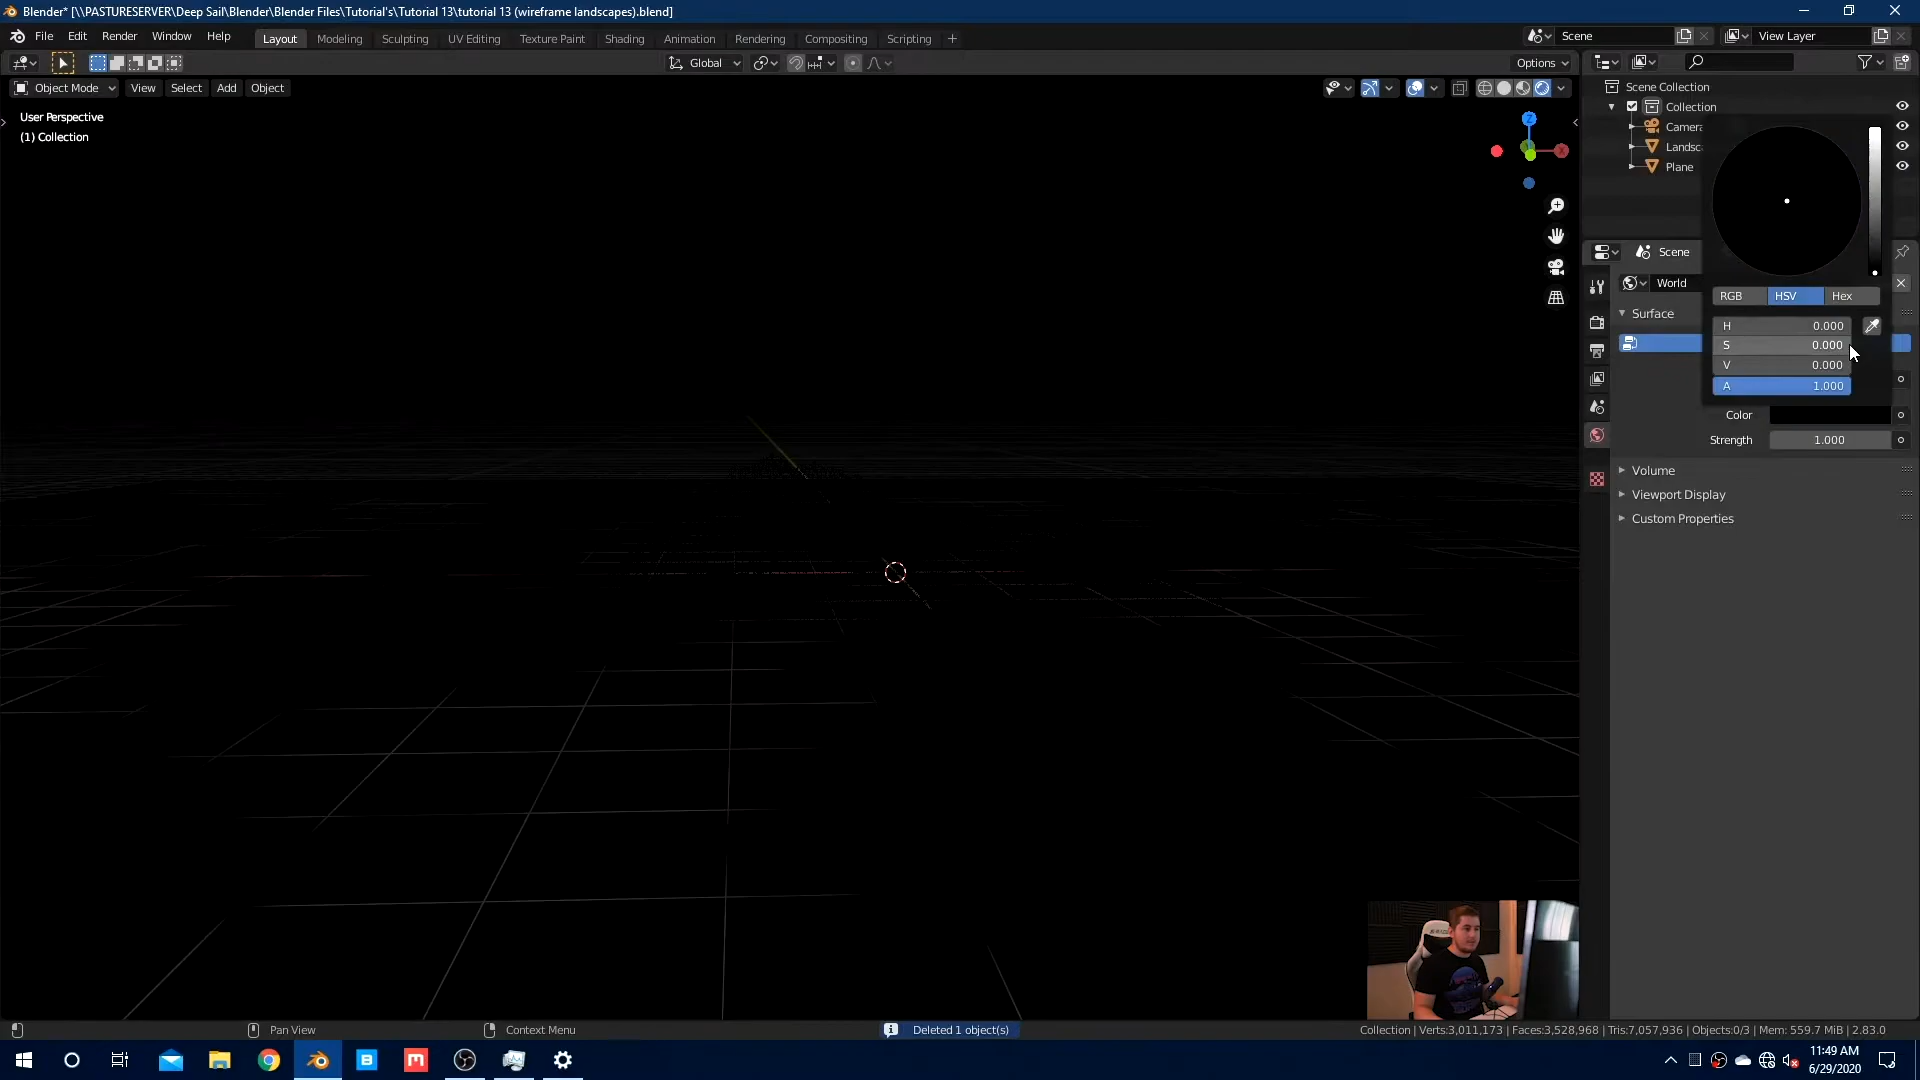 Blender* [\\PASTURESERVER\Deep Sail\Blender\Blender Files\Tutorial's\Tutorial 13\tutorial 13 (wireframe landscapes).blend]
File Edit Render Window Help Layout Modeling Sculpting UV Editing Texture Paint Shading Animation Rendering Compositing Scripting + Scene View Layer
Global Options
Object Mode View Select Add Object
Scene Collection
Collection
Camera
Landsc
Plane
User Perspective
(1) Collection
Z
X
Scene
World
RGB HSV Hex
Surface
H 0.000
S 0.000
V 0.000
A 1.000
Color
Strength 1.000
Volume
Viewport Display
Custom Properties
Pan View
Context Menu
Deleted 1 object(s)
Collection | Verts:3,011,173 | Faces:3,528,968 | Tris:7,057,936 | Objects:0/3 | Mem: 559.7 MiB | 2.83.0
11:49 AM
6/29/2020